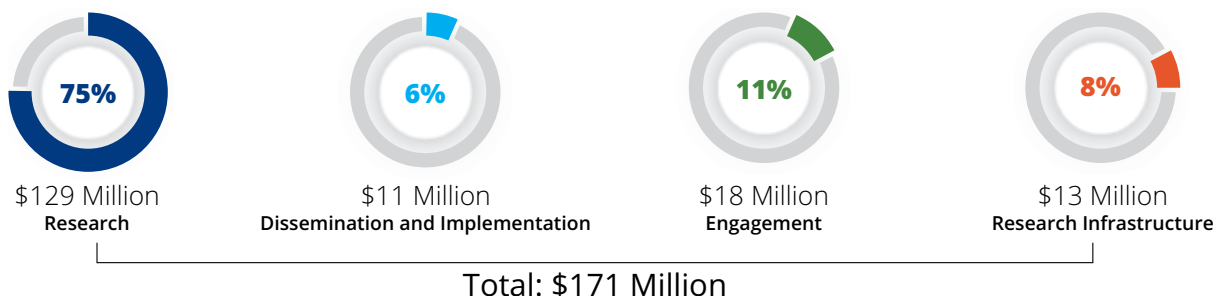 75%
6%
11%
8%
$129 Million
$11 Million
$18 Million
$13 Million
Research
Dissemination and Implementation
Engagement
Research Infrastructure
Total: $171 Million